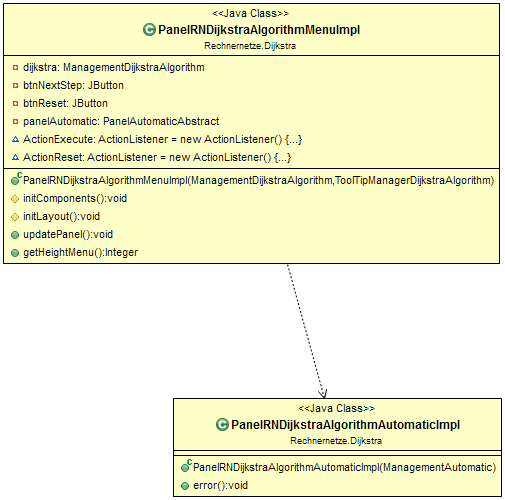 <<Java Class>>
C PanelRNDijkstraAlgorithmMenuImpl
Rechnernetze.Dijkstra
dijkstra: ManagementDijkstraAlgorithm
btnNextStep: JButton
btnReset: JButton
panelAutomatic: PanelAutomaticAbstract
ActionExecute: ActionListener = new ActionListener() {...}
ActionReset: ActionListener = new ActionListener() {...}
C PanelRNDijkstraAlgorithmMenuImpl(ManagementDijkstraAlgorithm,ToolTipManagerDijkstraAlgorithm)
initComponents():void
initLayout():void
updatePanel():void
getHeightMenu():Integer
<<Java Class>>
C PanelRNDijkstraAlgorithmAutomaticImpl
Rechnernetze.Dijkstra
C PanelRNDijkstraAlgorithmAutomaticImpl(ManagementAutomatic)
error():void